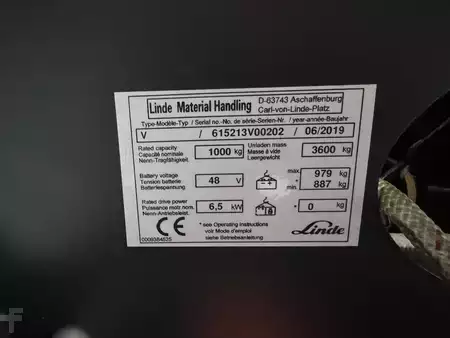 Linde Material Handling
D-63743 Aschaffenburg
Carl-von-Linde-Platz
Type-Modèle-Typ / Serial no.-No. de série-Serien-Nr. / year-année-Baujahr
V / 615213V00202 / 06/2019
Rated capacity
Capacité nominale
Nenn-Tragfähigkeit
1000 kg
Unladen mass
Masse à vide
Leergewicht
3600 kg
Battery voltage
Tension batterie
Batteriespannung
48 V
max. 979 kg
*
min. 887 kg
Rated drive power
Puissance motr.nom.
Nenn-Antriebsleist.
6,5 kW
* 0 kg
*see Operating instructions
voir Mode d'emploi
siehe Betriebsanleitung
Linde
0009384625
F